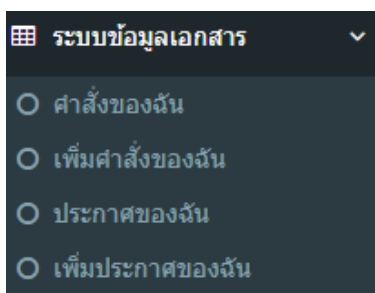 ระบบข้อมูลเอกสาร
คำสั่งของฉัน
เพิ่มคำสั่งของฉัน
ประกาศของฉัน
เพิ่มประกาศของฉัน